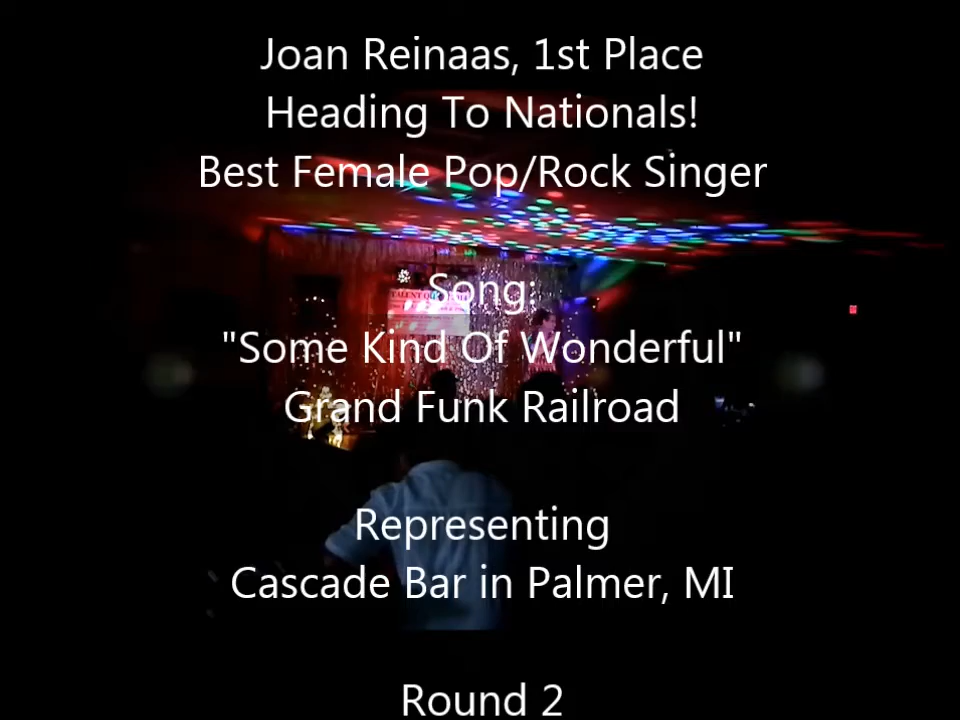 Joan Reinaas, 1st Place
Heading To Nationals!
Best Female Pop/Rock Singer
Song:
"Some Kind Of Wonderful"
Grand Funk Railroad
Representing
Cascade Bar in Palmer, MI
Round 2